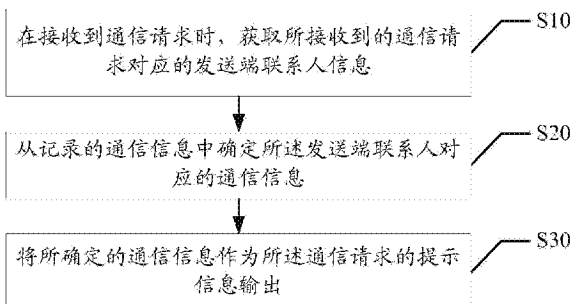 在接收到通信请求时，获取所接收到的通信请
求对应的发送端联系人信息
S10
从记录的通信信息中确定所述发送端联系人对
应的通信信息
S20
将所确定的通信信息作为所述通信请求的提示
信息输出
S30